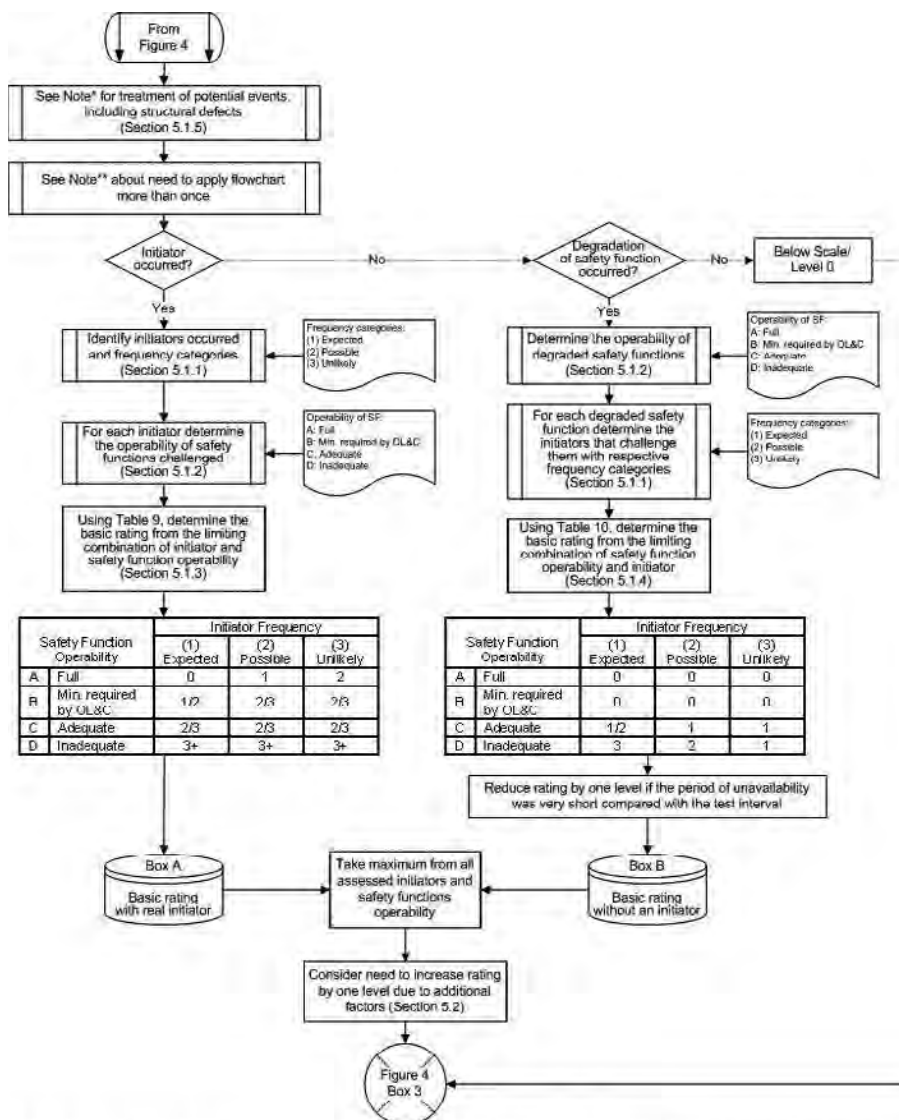 From
Figure 4
See Note* for treatment of potential events,
including structural defects
(Section 5.1.5)
See Note** about need to apply flowchart
more than once
Initiator
occurred?
No
Degradation
of safety function
occurred?
No
Below Scale/
Level 0
Yes
Identify initiators occurred
and frequency categories
(Section 5.1.1)
Frequency categories:
(1) Expected
(2) Possible
(3) Unlikely
For each initiator determine
the operability of safety
functions challenged
(Section 5.1.2)
Operability of SF:
A: Full
B: Min. required by OL&C
C: Adequate
D: Inadequate
Using Table 9, determine the
basic rating from the limiting
combination of initiator and
safety function operability
(Section 5.1.3)
Yes
Determine the operability of
degraded safety functions
(Section 5.1.2)
Operability of SF:
A: Full
B: Min. required by OL&C
C: Adequate
D: Inadequate
For each degraded safety
function determine the
initiators that challenge
them with respective
frequency categories
(Section 5.1.1)
Frequency categories:
(1) Expected
(2) Possible
(3) Unlikely
Using Table 10, determine the
basic rating from the limiting
combination of safety function
operability and initiator
(Section 5.1.4)
Safety Function
Operability
Initiator Frequency
(1) (2) (3)
Expected Possible Unlikely
A Full 0 1 2
B Min. required
by OL&C 1/2 2/3 2/3
C Adequate 2/3 2/3 2/3
D Inadequate 3+ 3+ 3+
Safety Function
Operability
Initiator Frequency
(1) (2) (3)
Expected Possible Unlikely
A Full 0 0 0
B Min. required
by OL&C 0 0 0
C Adequate 1/2 1 1
D Inadequate 3 2 1
Reduce rating by one level if the period of unavailability
was very short compared with the test interval
Box A
Basic rating
with real initiator
Take maximum from all
assessed initiators and
safety functions
operability
Box B
Basic rating
without an initiator
Consider need to increase rating
by one level due to additional
factors (Section 5.2)
Figure 4
Box 3